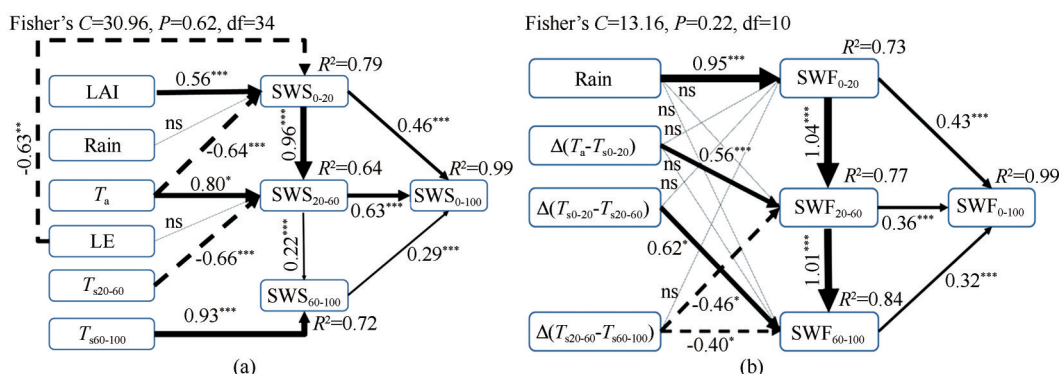 Fisher's C=30.96, P=0.62, df=34
LAI
Rain
Tₐ
LE
Tₛ₂₀₋₆₀
Tₛ₆₀₋₁₀₀
-0.63**
0.56***
ns
-0.64***
0.80*
ns
-0.66***
0.93***
R²=0.79
SWS₀₋₂₀
0.96***
R²=0.64
SWS₂₀₋₆₀
0.22***
SWS₆₀₋₁₀₀
R²=0.72
0.46***
0.63***
0.29***
R²=0.99
SWS₀₋₁₀₀
(a)
Fisher's C=13.16, P=0.22, df=10
Rain
Δ(Tₐ-Tₛ₀₋₂₀)
Δ(Tₛ₀₋₂₀-Tₛ₂₀₋₆₀)
Δ(Tₛ₂₀₋₆₀-Tₛ₆₀₋₁₀₀)
0.95***
ns
ns
0.56***
ns
ns
0.62*
ns
-0.46*
-0.40*
R²=0.73
SWF₀₋₂₀
1.04***
R²=0.77
SWF₂₀₋₆₀
1.01***
R²=0.84
SWF₆₀₋₁₀₀
0.43***
0.36***
0.32***
R²=0.99
SWF₀₋₁₀₀
(b)